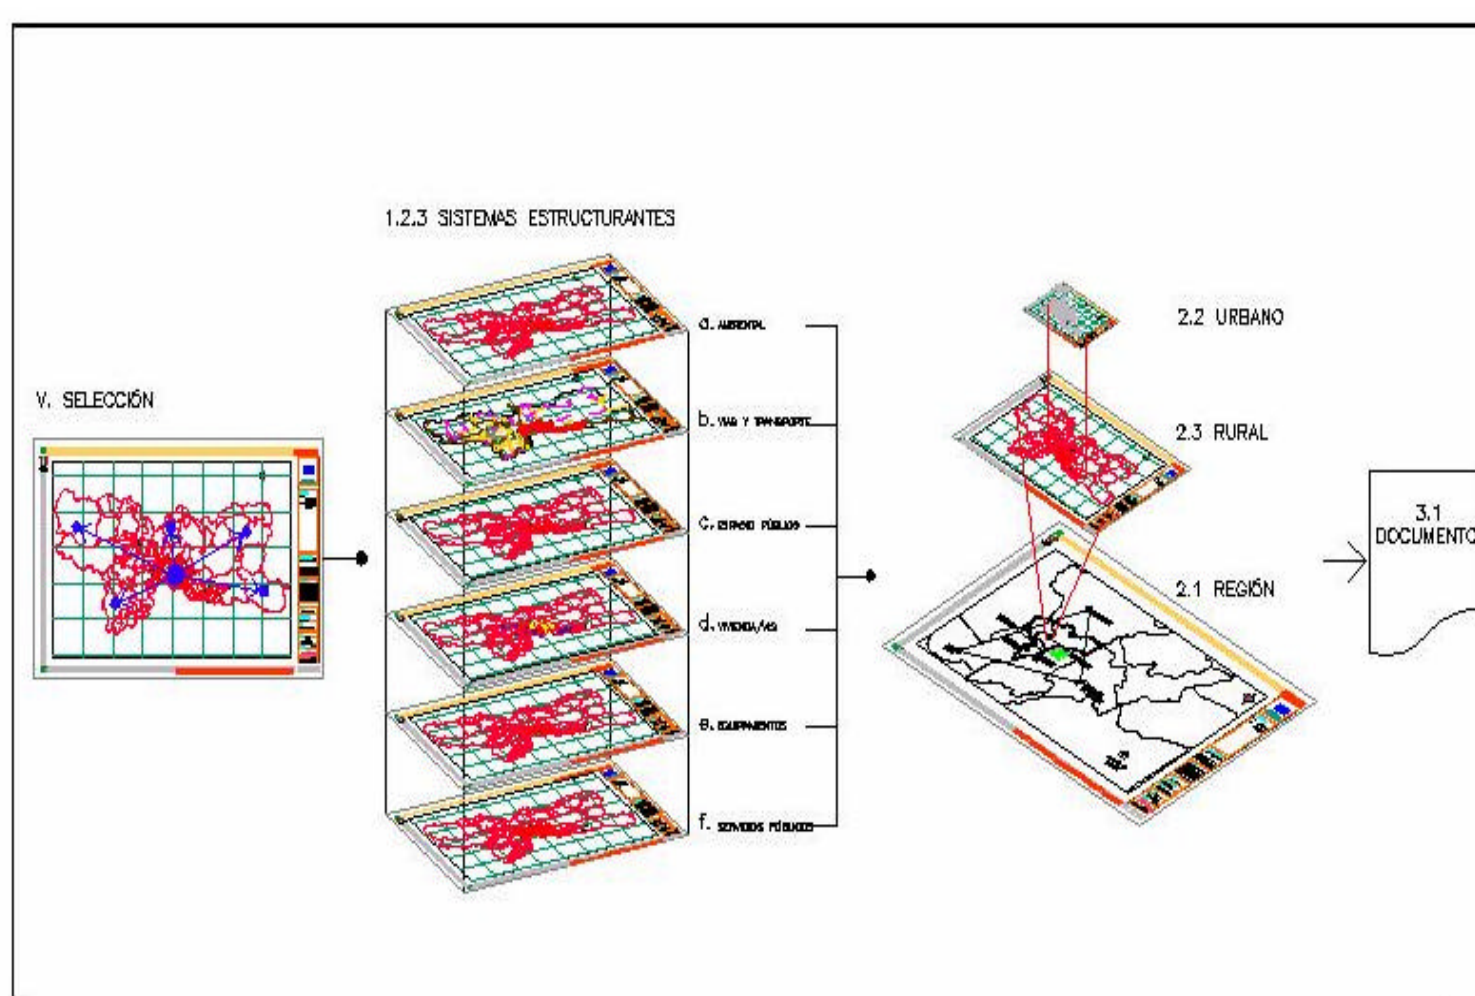 1.2.3 SISTEMAS ESTRUCTURANTES
V. SELECCIÓN
a. AMBIENTAL
b. VIAS Y TRANSPORTE
c. ESPACIO PÚBLICO
d. VIVIENDA/VIS
e. EQUIPAMIENTOS
f. SERVICIOS PÚBLICOS
2.2 URBANO
2.3 RURAL
2.1 REGIÓN
3.1
DOCUMENTO